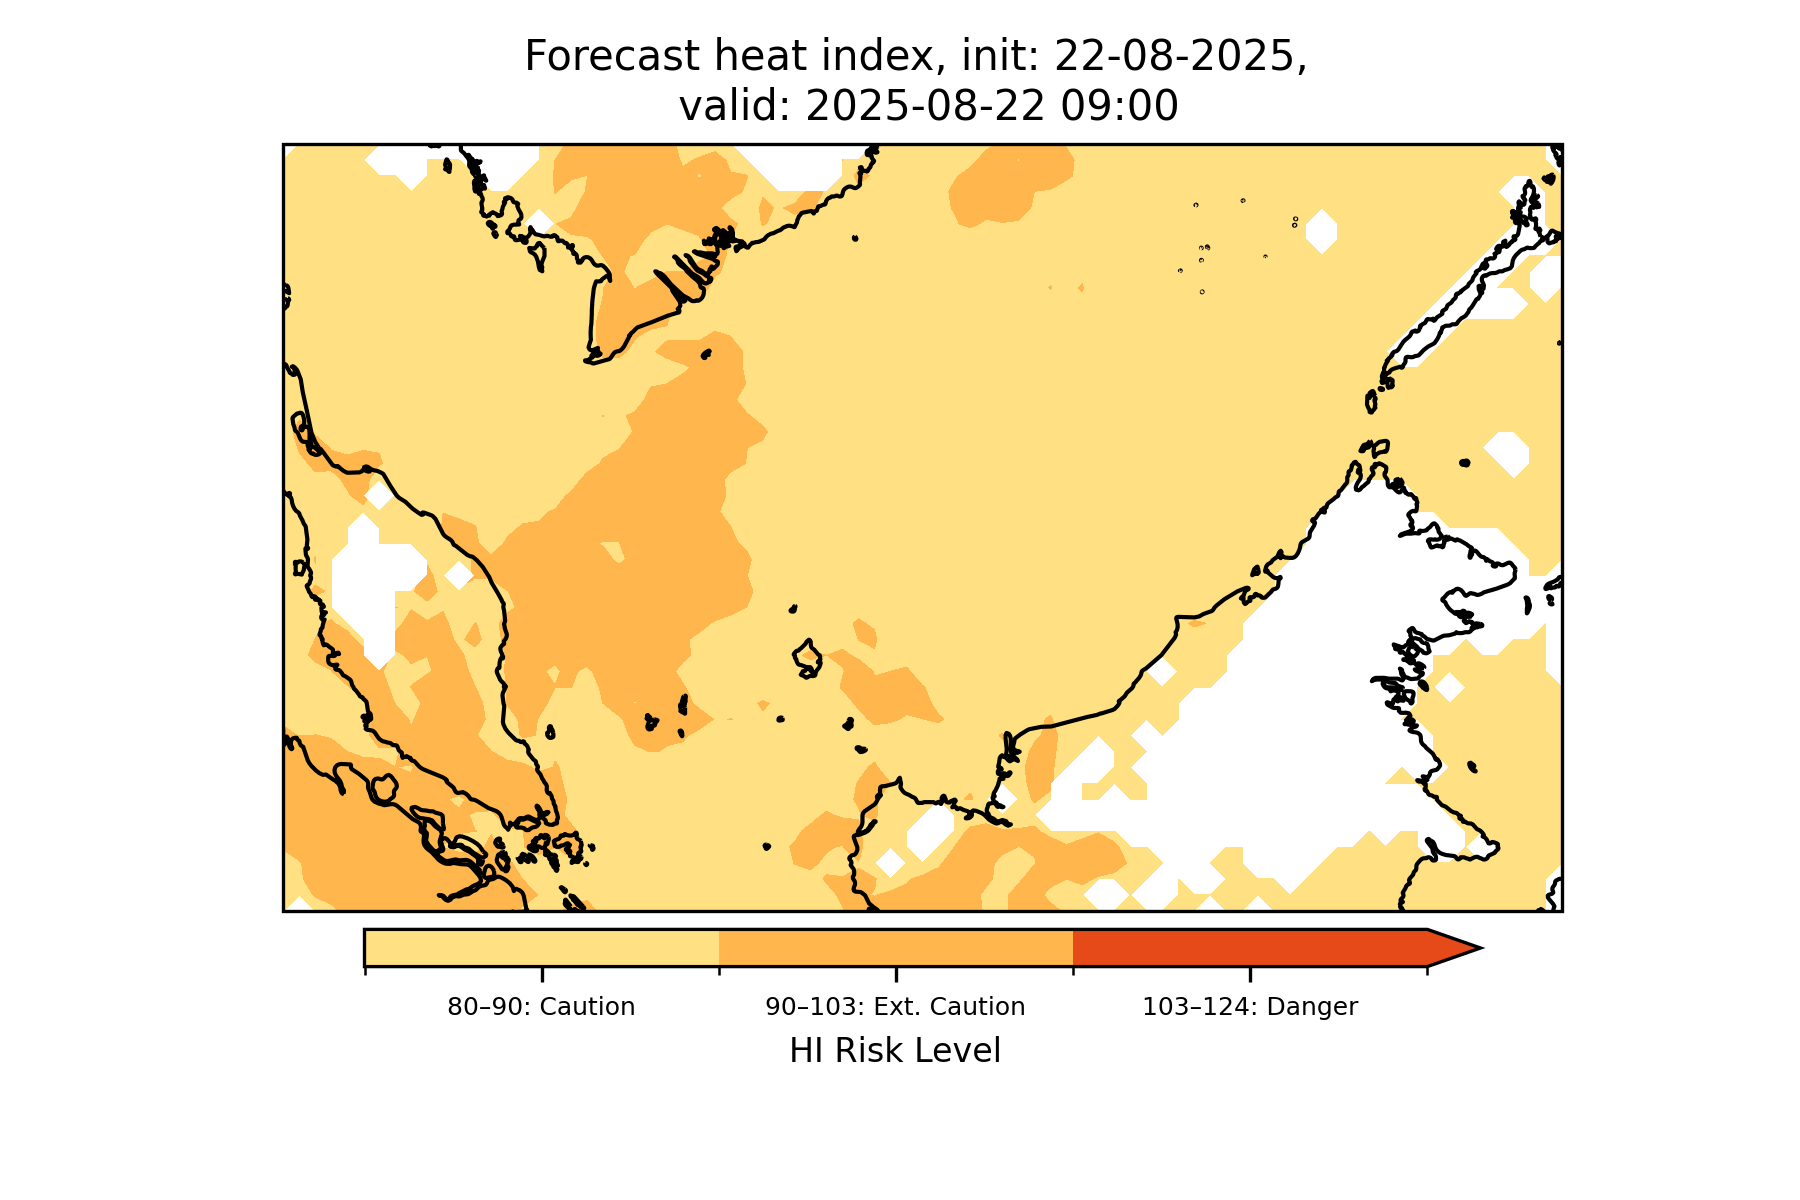 Forecast heat index, init: 22-08-2025,
valid: 2025-08-22 09:00
80–90: Caution
90–103: Ext. Caution
103–124: Danger
HI Risk Level